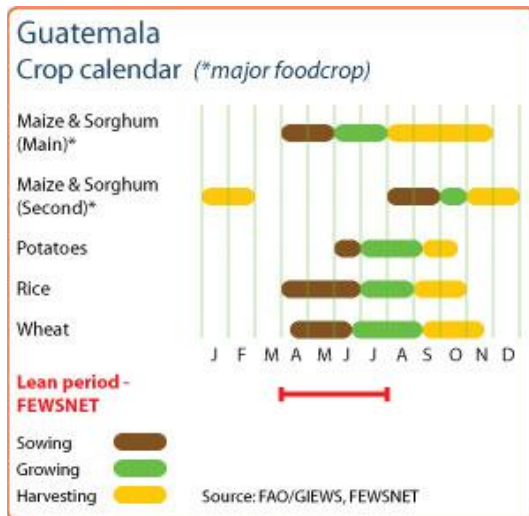 Guatemala
Crop calendar (*major foodcrop)
Maize & Sorghum
(Main)*
Maize & Sorghum
(Second)*
Potatoes
Rice
Wheat
J F M A M J J A S O N D
Lean period -
FEWSNET
Sowing
Growing
Harvesting
Source: FAO/GIEWS, FEWSNET